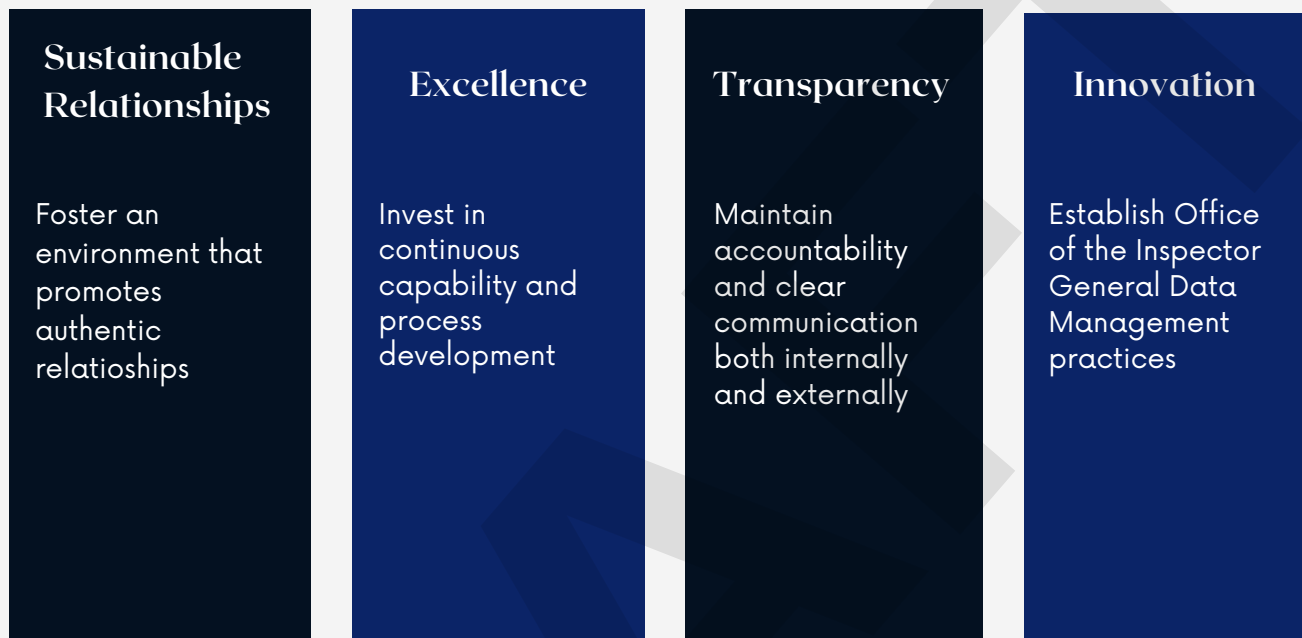 Sustainable
Relationships
Foster an
environment that
promotes
authentic
relatioships
Excellence
Invest in
continuous
capability and
process
development
Transparency
Maintain
accountability
and clear
communication
both internally
and externally
Innovation
Establish Office
of the Inspector
General Data
Management
practices